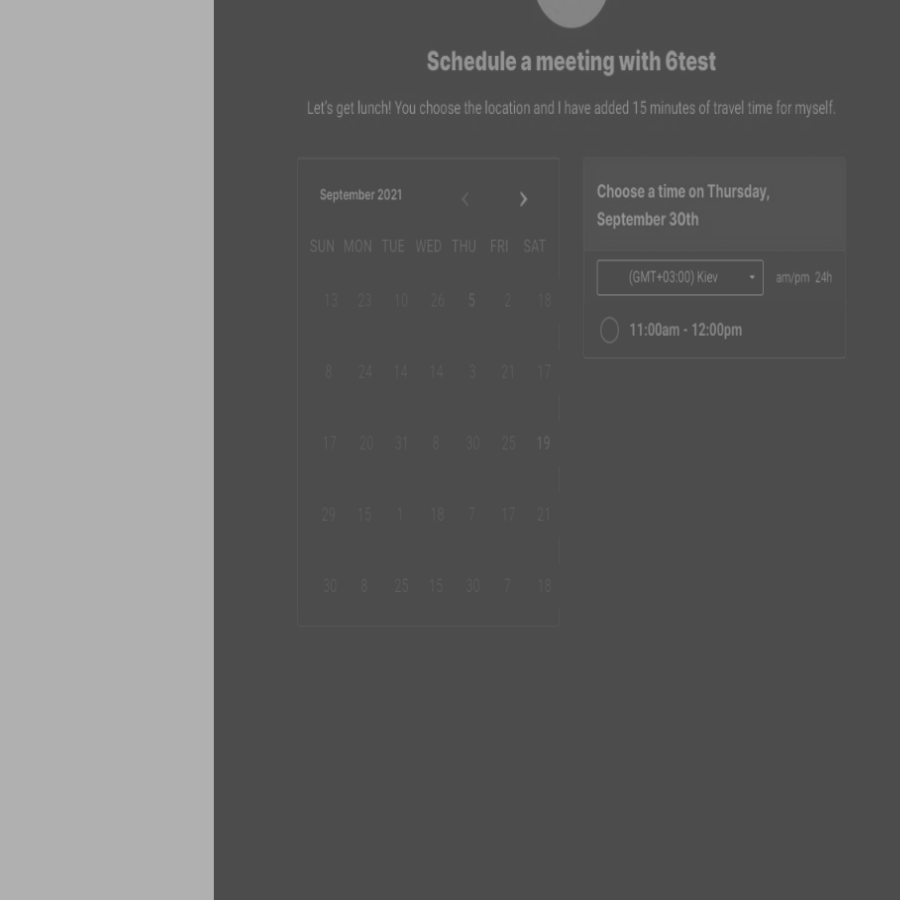 Schedule a meeting with 6test
Let's get lunch! You choose the location and I have added 15 minutes of travel time for myself.
September 2021
SUN MON TUE WED THU FRI SAT
13 23 10 26 5 2 18
8 24 14 14 3 21 17
17 20 31 8 30 25 19
29 15 1 18 7 17 21
30 8 25 15 30 7 18
Choose a time on Thursday,
September 30th
(GMT+03:00) Kiev am/pm 24h
11:00am - 12:00pm